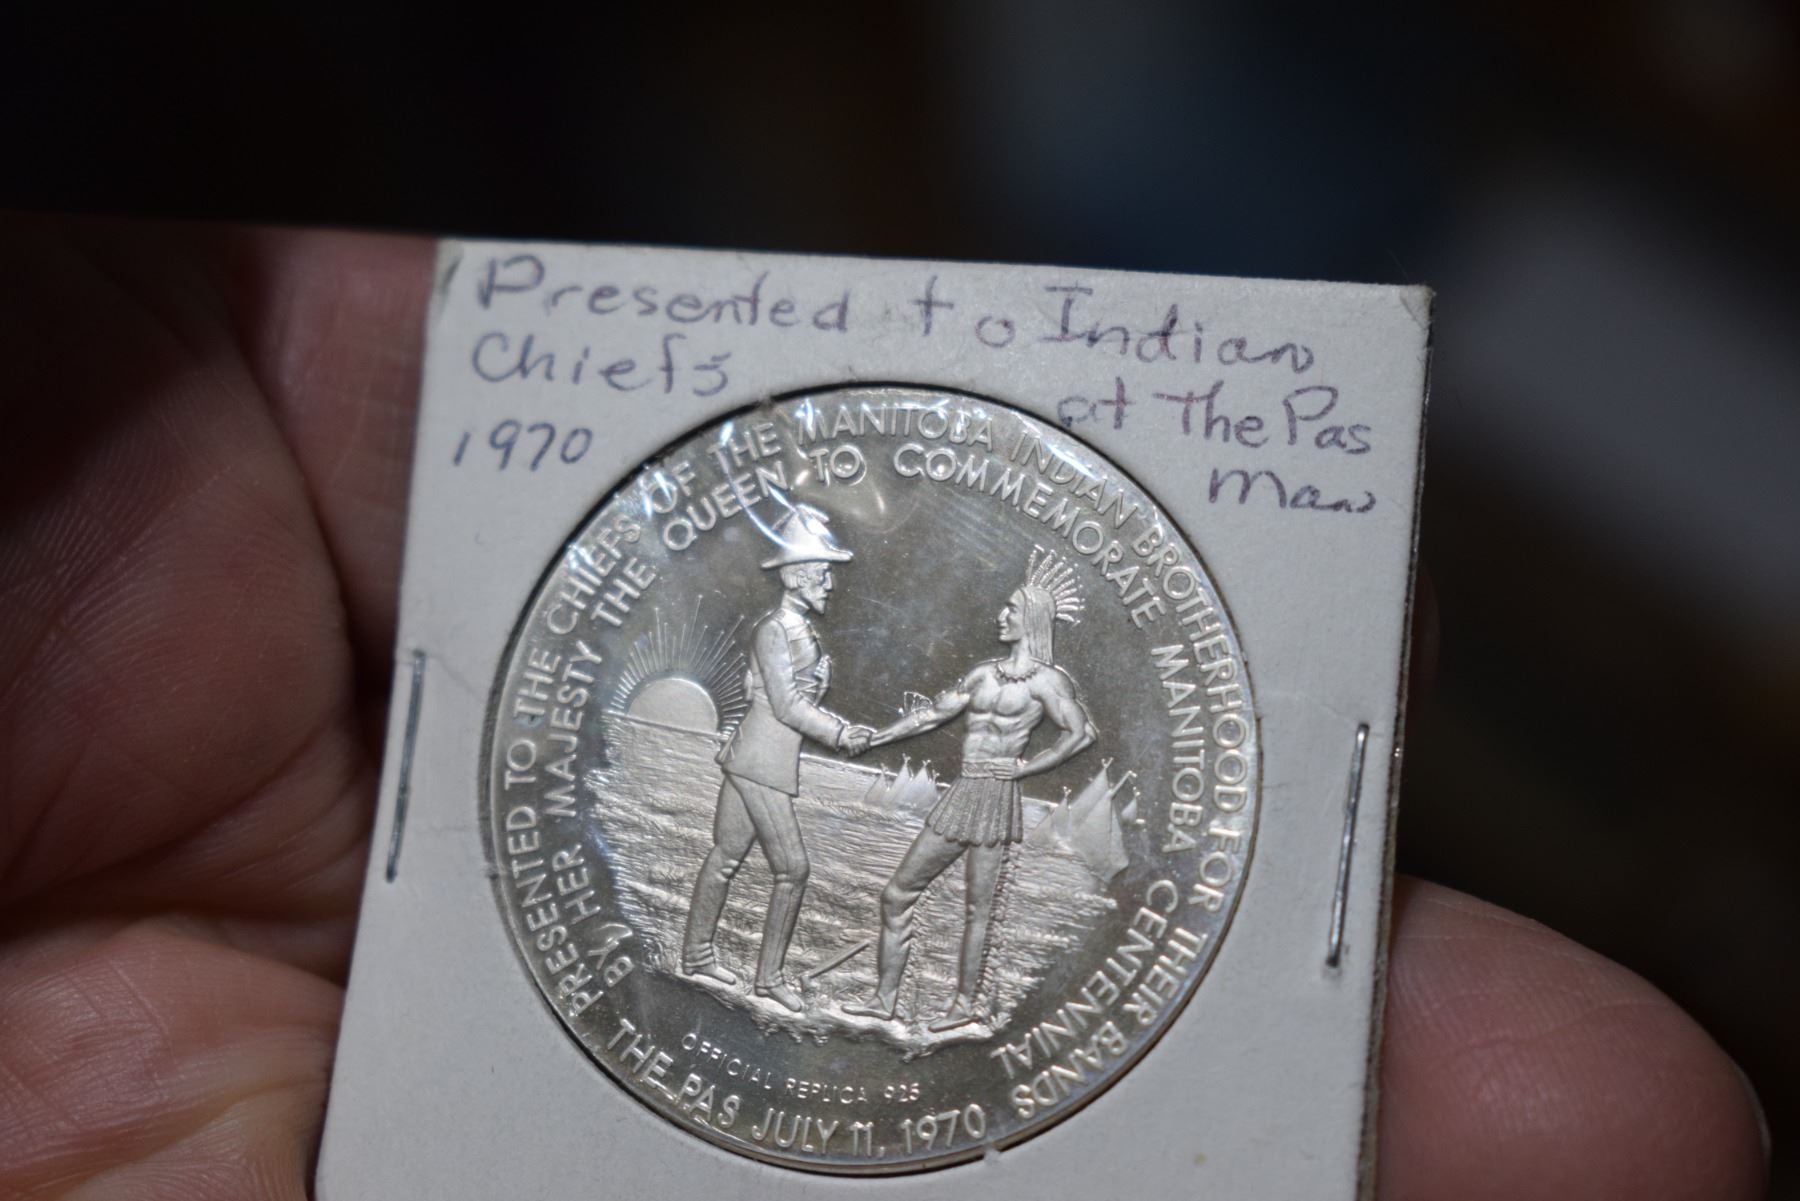 Presented to Indian
Chiefs at The Pas
1970 Man
PRESENTED TO THE CHIEFS OF THE MANITOBA INDIAN BROTHERHOOD FOR THEIR BANDS
BY HER MAJESTY THE QUEEN, TO COMMEMORATE MANITOBA CENTENNIAL
OFFICIAL REPLICA 925
THE PAS JULY 11, 1970